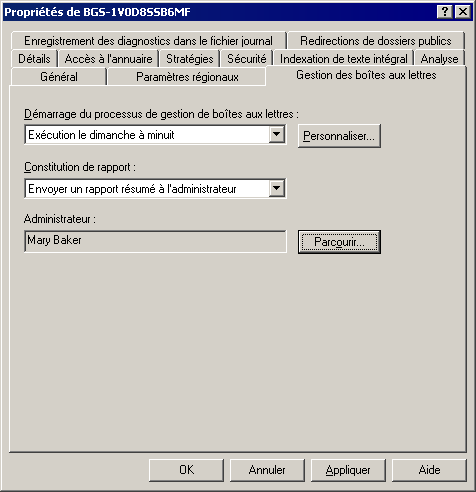 Propriétés de BGS-1V0D8SSB6MF
Enregistrement des diagnostics dans le fichier journal Redirections de dossiers publics
Détails Accès à l'annuaire Stratégies Sécurité Indexation de texte intégral Analyse
Général Paramètres régionaux Gestion des boîtes aux lettres
Démarrage du processus de gestion de boîtes aux lettres :
Exécution le dimanche à minuit Personnaliser...
Constitution de rapport :
Envoyer un rapport résumé à l'administrateur
Administrateur :
Mary Baker Parcourir...
OK Annuler Appliquer Aide